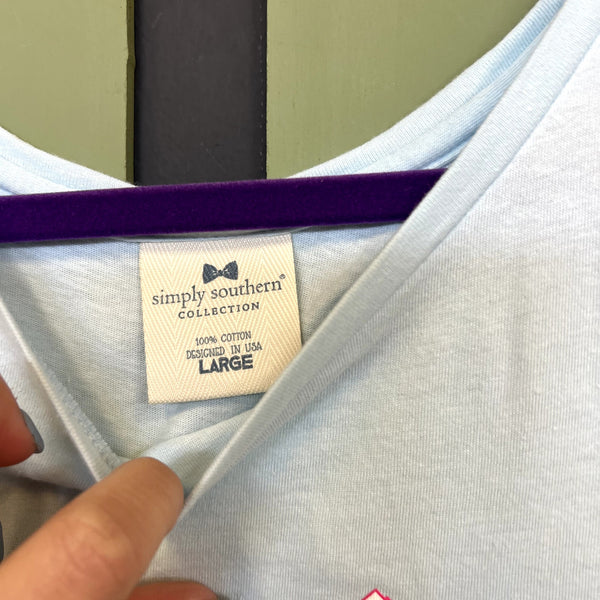 simply southern®
COLLECTION
100% COTTON
DESIGNED IN USA
LARGE